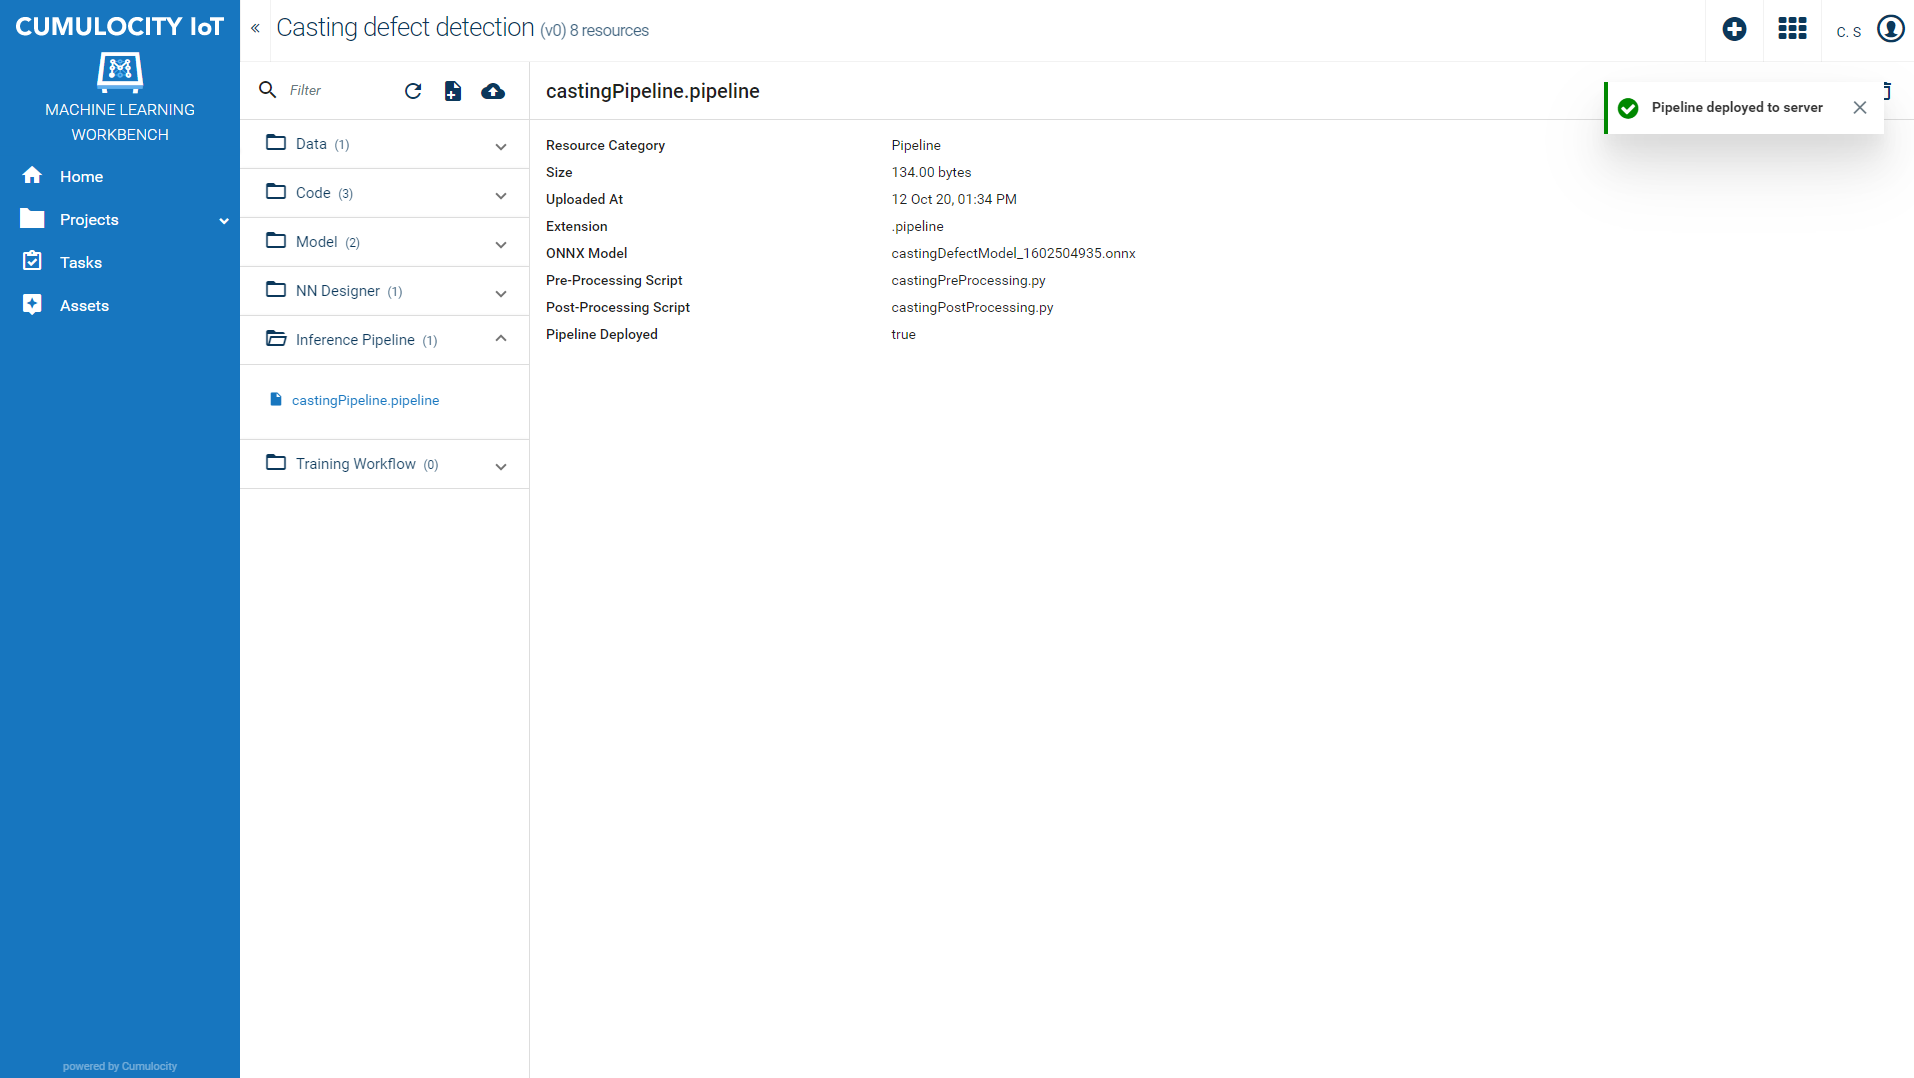 CUMULOCITY IoT
MACHINE LEARNING
WORKBENCH
Home
Projects
Tasks
Assets
powered by Cumulocity
«
Casting defect detection (v0) 8 resources
C. S
Filter
Data (1)
Code (3)
Model (2)
NN Designer (1)
Inference Pipeline (1)
castingPipeline.pipeline
Training Workflow (0)
castingPipeline.pipeline
Pipeline deployed to server
Resource Category Pipeline
Size 134.00 bytes
Uploaded At 12 Oct 20, 01:34 PM
Extension .pipeline
ONNX Model castingDefectModel_1602504935.onnx
Pre-Processing Script castingPreProcessing.py
Post-Processing Script castingPostProcessing.py
Pipeline Deployed true